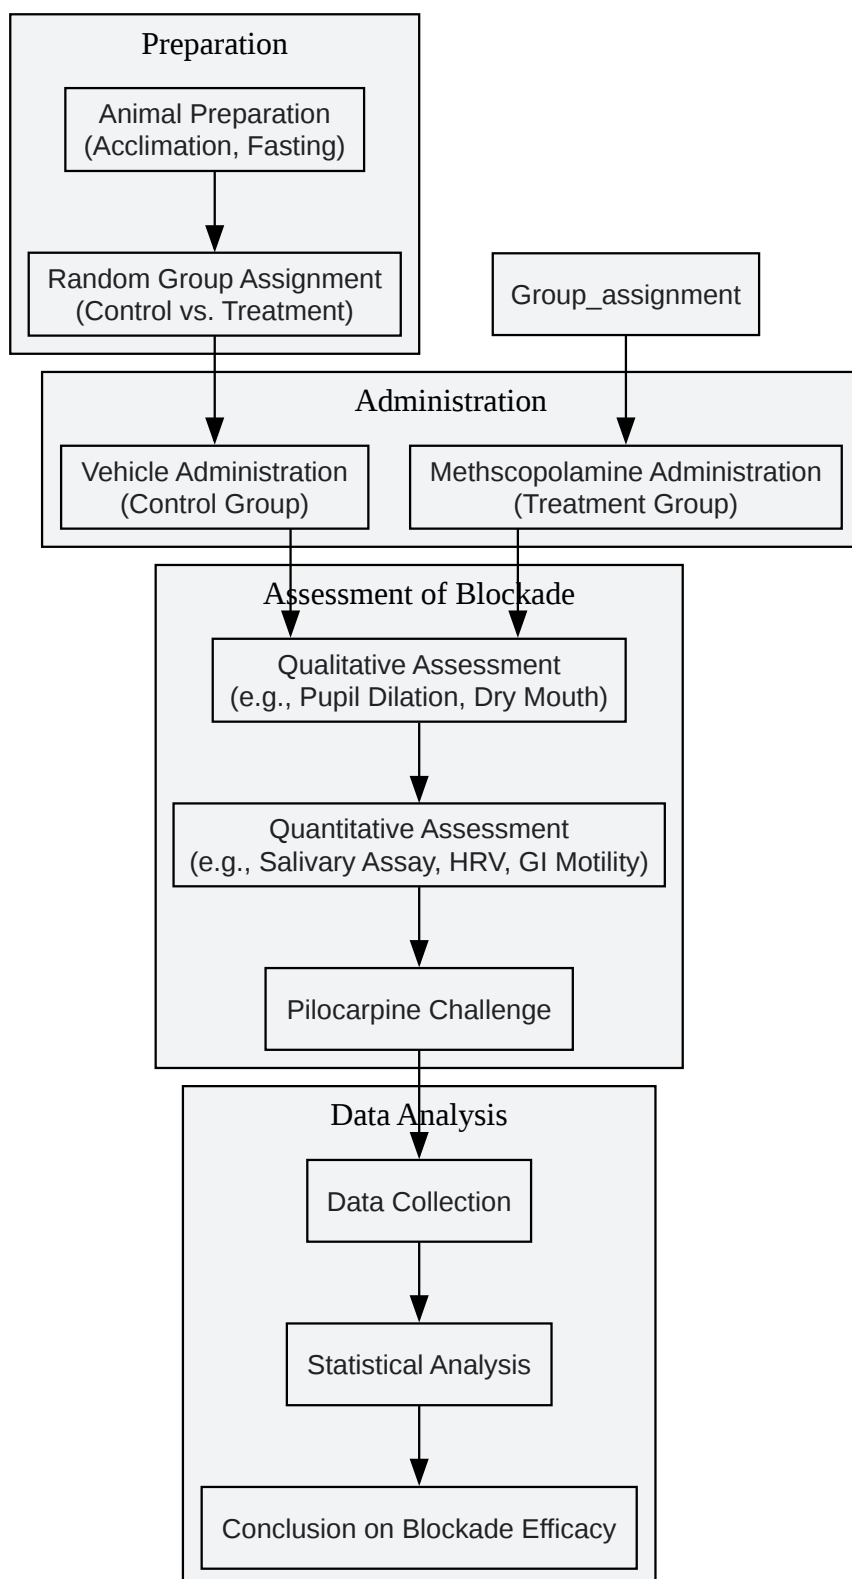 Preparation
Animal Preparation
(Acclimation, Fasting)
Random Group Assignment
(Control vs. Treatment)
Group_assignment
Administration
Vehicle Administration
(Control Group)
Methscopolamine Administration
(Treatment Group)
Assessment of Blockade
Qualitative Assessment
(e.g., Pupil Dilation, Dry Mouth)
Quantitative Assessment
(e.g., Salivary Assay, HRV, GI Motility)
Pilocarpine Challenge
Data Analysis
Data Collection
Statistical Analysis
Conclusion on Blockade Efficacy